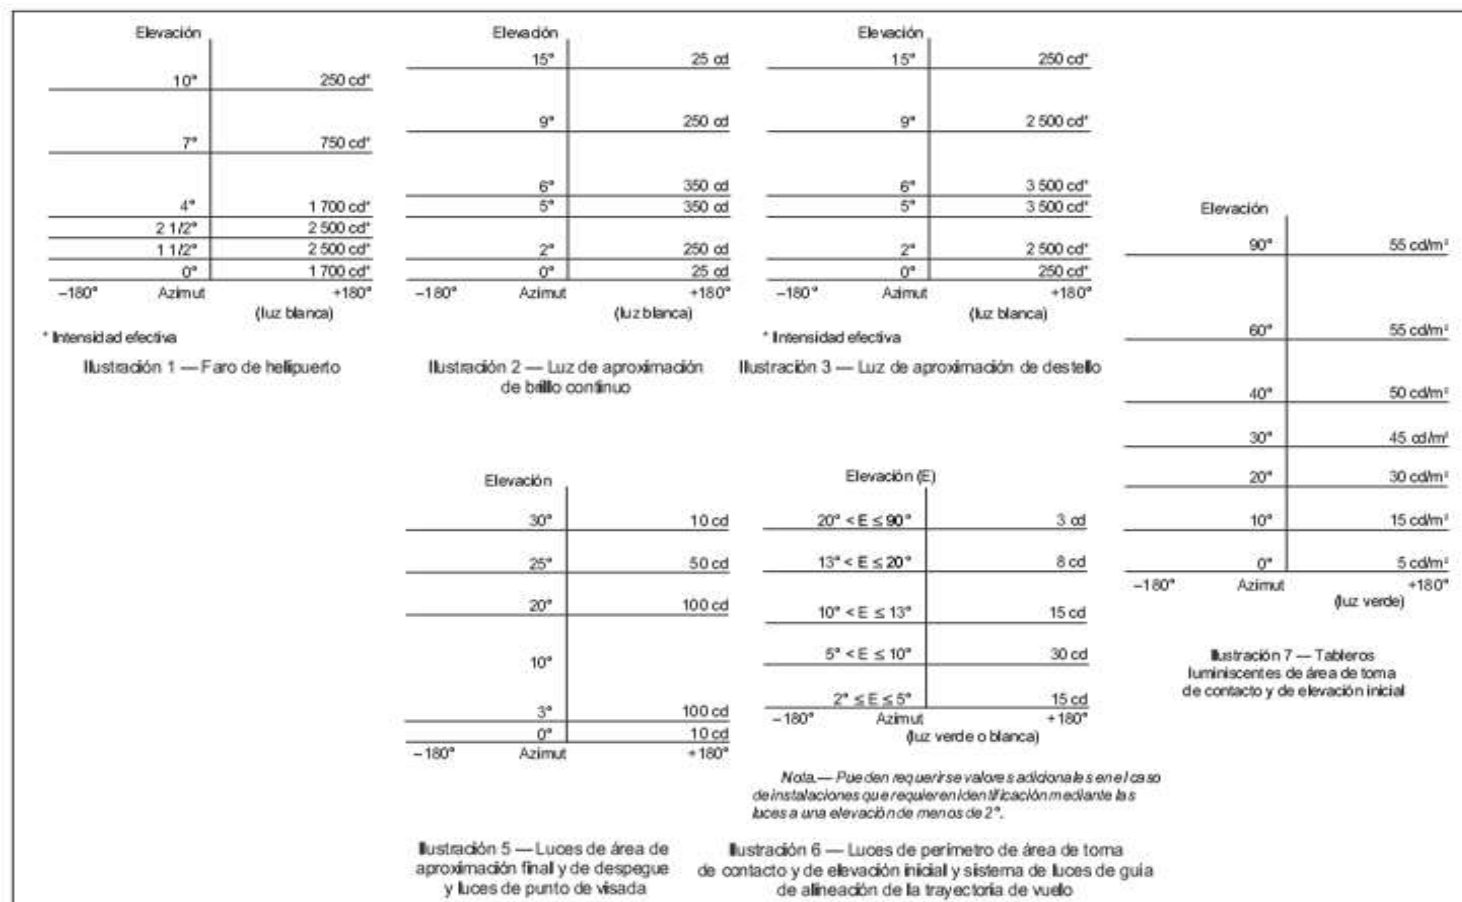 Elevación
10° 250 cd*
7° 750 cd*
4° 1 700 cd*
2 1/2° 2 500 cd*
1 1/2° 2 500 cd*
0° 1 700 cd*
–180° Azimut +180°
(luz blanca)
* Intensidad efectiva
Ilustración 1 — Faro de helipuerto
Elevación
15° 25 cd
9° 250 cd
6° 350 cd
5° 350 cd
2° 250 cd
0° 25 cd
–180° Azimut +180°
(luz blanca)
Ilustración 2 — Luz de aproximación
de brillo continuo
Elevación
15° 250 cd*
9° 2 500 cd*
6° 3 500 cd*
5° 3 500 cd*
2° 2 500 cd*
0° 250 cd*
–180° Azimut +180°
(luz blanca)
* Intensidad efectiva
Ilustración 3 — Luz de aproximación de destello
Elevación
30° 10 cd
25° 50 cd
20° 100 cd
10°
3° 100 cd
0° 10 cd
–180° Azimut +180°
Ilustración 5 — Luces de área de
aproximación final y de despegue
y luces de punto de visada
Elevación (E)
20° < E ≤ 90° 3 cd
13° < E ≤ 20° 8 cd
10° < E ≤ 13° 15 cd
5° < E ≤ 10° 30 cd
2° ≤ E ≤ 5° 15 cd
–180° Azimut +180°
(luz verde o blanca)
Nota.— Pueden requerirse valores adicionales en el caso
de instalaciones que requieren identificación mediante las
luces a una elevación de menos de 2°.
Ilustración 6 — Luces de perímetro de área de toma
de contacto y de elevación inicial y sistema de luces de guía
de alineación de la trayectoria de vuelo
Elevación
90° 55 cd/m²
60° 55 cd/m²
40° 50 cd/m²
30° 45 cd/m²
20° 30 cd/m²
10° 15 cd/m²
0° 5 cd/m²
–180° Azimut +180°
(luz verde)
Ilustración 7 — Tableros
luminiscentes de área de toma
de contacto y de elevación inicial